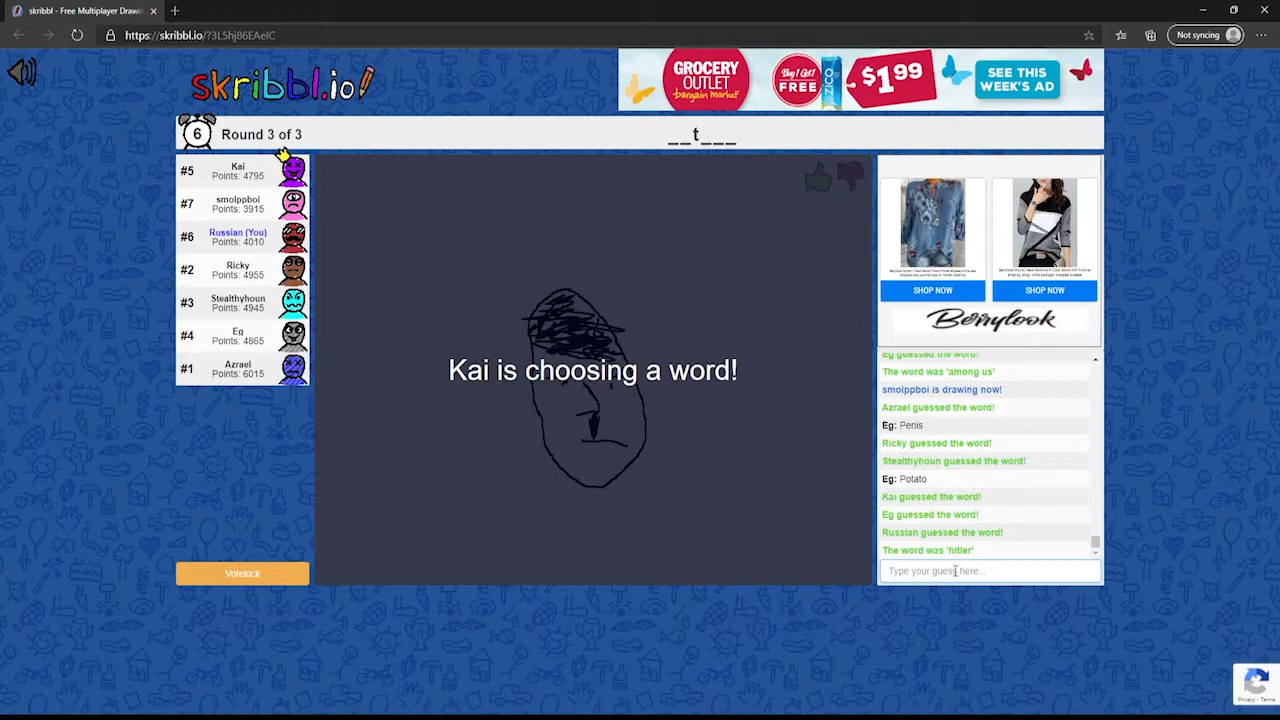 skribbl - Free Multiplayer Drawin
Not syncing
https://skribbl.io/?3L5hj86EAeIC
skribbl.io
GROCERY
OUTLET
bargain market
Buy 1 Get 1
FREE
ZICO
$1.99
SEE THIS
WEEK'S AD
6
Round 3 of 3
__t___
#5
Kai
Points: 4795
#7
smolppboi
Points: 3915
#6
Russian (You)
Points: 4010
#2
Ricky
Points: 4955
#3
Stealthyhoun
Points: 4945
#4
Eg
Points: 4865
#1
Azrael
Points: 6015
Votekick
Kai is choosing a word!
SHOP NOW
SHOP NOW
Berrylook
Eg guessed the word!
The word was 'among us'
smolppboi is drawing now!
Azrael guessed the word!
Eg: Penis
Ricky guessed the word!
Stealthyhoun guessed the word!
Eg: Potato
Kai guessed the word!
Eg guessed the word!
Russian guessed the word!
The word was 'hitler'
Type your guess here...
Privacy - Terms